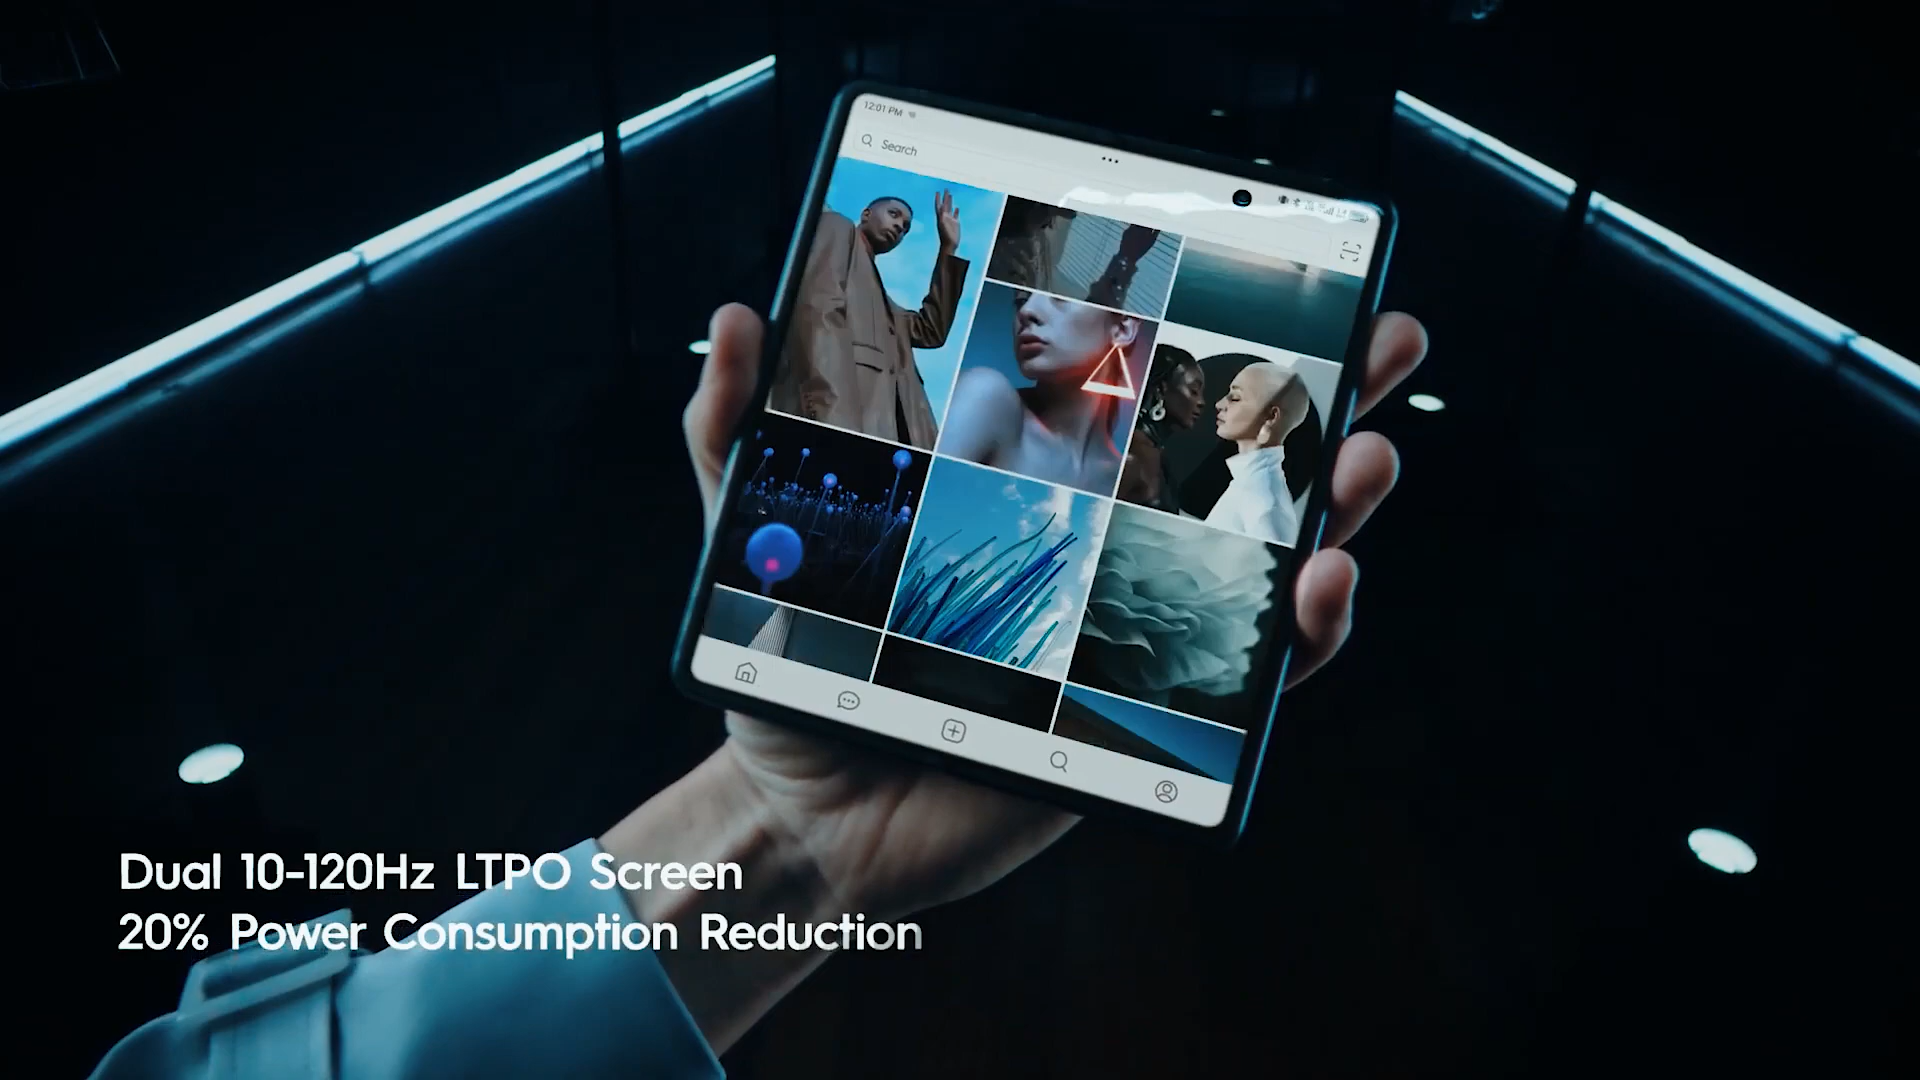 12:01 PM
Search
Dual 10-120Hz LTPO Screen
20% Power Consumption Reduction